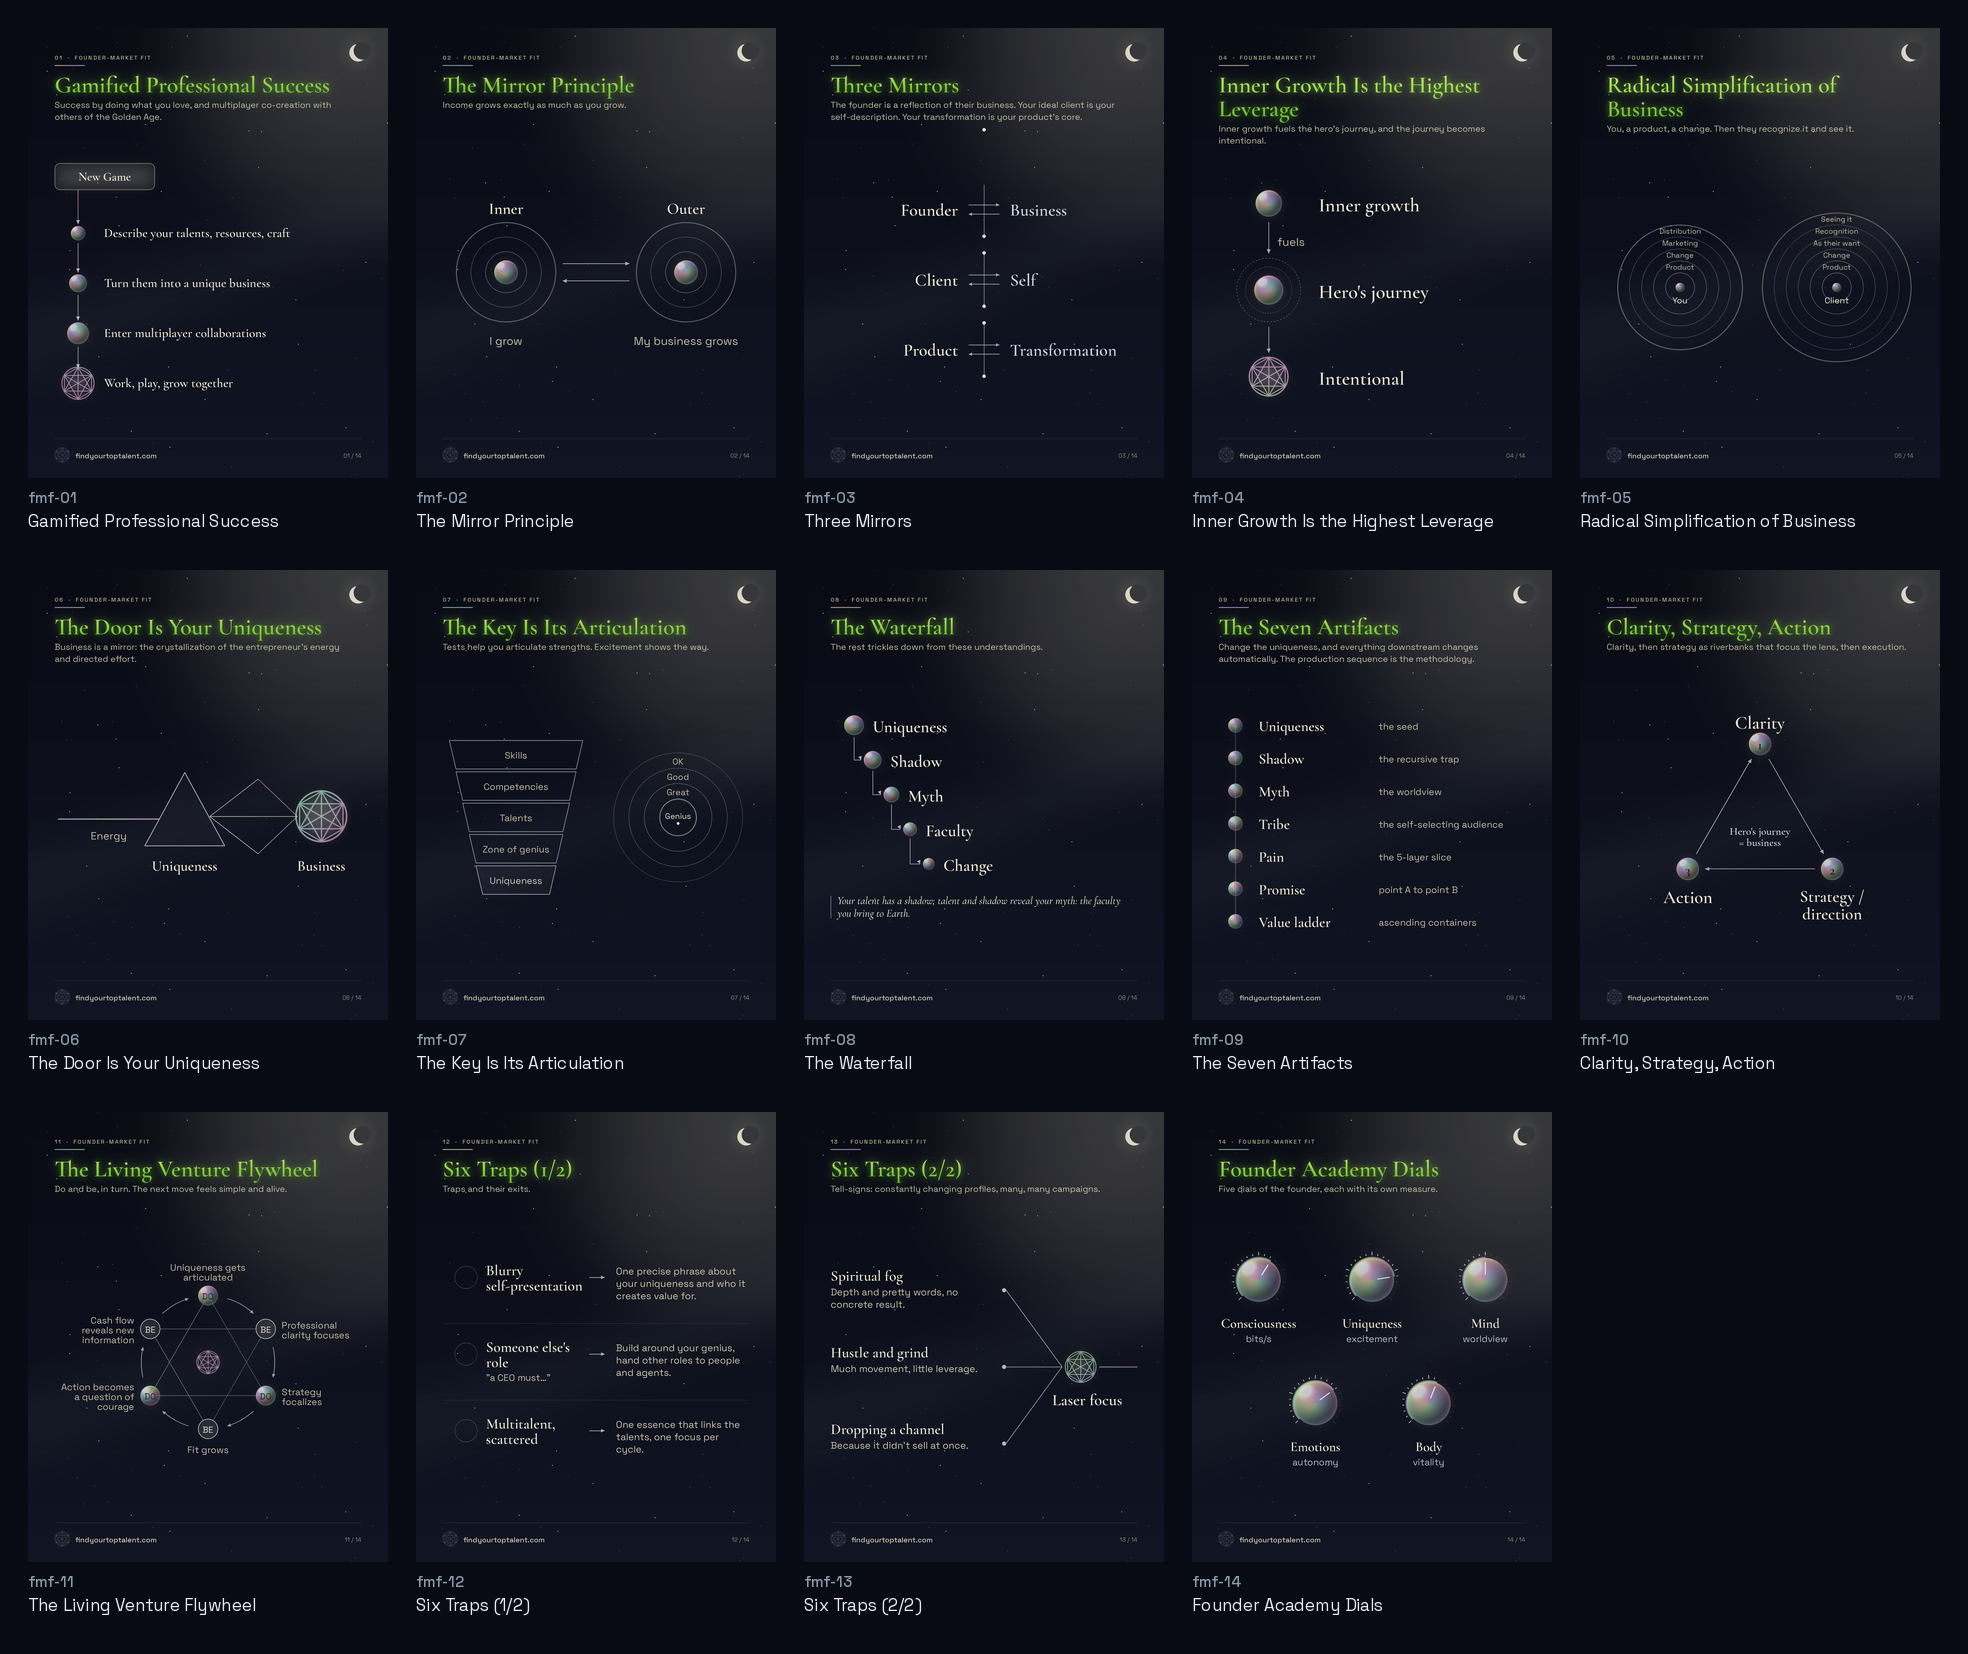 01 - FOUNDER-MARKET FIT
Gamified Professional Success
Success by doing what you love, and multiplayer co-creation with
others of the Golden Age.
New Game
Describe your talents, resources, craft
Turn them into a unique business
Enter multiplayer collaborations
Work, play, grow together
findyourtoptalent.com
01 / 14
fmf-01
Gamified Professional Success
02 - FOUNDER-MARKET FIT
The Mirror Principle
Income grows exactly as much as you grow.
Inner
Outer
I grow
My business grows
findyourtoptalent.com
02 / 14
fmf-02
The Mirror Principle
03 - FOUNDER-MARKET FIT
Three Mirrors
The founder is a reflection of their business. Your ideal client is your
self-description. Your transformation is your product's core.
Founder
Business
Client
Self
Product
Transformation
findyourtoptalent.com
03 / 14
fmf-03
Three Mirrors
04 - FOUNDER-MARKET FIT
Inner Growth Is the Highest
Leverage
Inner growth fuels the hero's journey, and the journey becomes
intentional.
Inner growth
fuels
Hero's journey
Intentional
findyourtoptalent.com
04 / 14
fmf-04
Inner Growth Is the Highest Leverage
05 - FOUNDER-MARKET FIT
Radical Simplification of
Business
You, a product, a change. Then they recognize it and see it.
Distribution
Marketing
Change
Product
You
Seeing it
Recognition
As their want
Change
Product
Client
findyourtoptalent.com
05 / 14
fmf-05
Radical Simplification of Business
06 - FOUNDER-MARKET FIT
The Door Is Your Uniqueness
Business is a mirror: the crystallization of the entrepreneur's energy
and directed effort.
Energy
Uniqueness
Business
findyourtoptalent.com
06 / 14
fmf-06
The Door Is Your Uniqueness
07 - FOUNDER-MARKET FIT
The Key Is Its Articulation
Tests help you articulate strengths. Excitement shows the way.
Skills
Competencies
Talents
Zone of genius
Uniqueness
OK
Good
Great
Genius
findyourtoptalent.com
07 / 14
fmf-07
The Key Is Its Articulation
08 - FOUNDER-MARKET FIT
The Waterfall
The rest trickles down from these understandings.
Uniqueness
Shadow
Myth
Faculty
Change
Your talent has a shadow; talent and shadow reveal your myth: the faculty
you bring to Earth.
findyourtoptalent.com
08 / 14
fmf-08
The Waterfall
09 - FOUNDER-MARKET FIT
The Seven Artifacts
Change the uniqueness, and everything downstream changes
automatically. The production sequence is the methodology.
Uniqueness the seed
Shadow the recursive trap
Myth the worldview
Tribe the self-selecting audience
Pain the 5-layer slice
Promise point A to point B
Value ladder ascending containers
findyourtoptalent.com
09 / 14
fmf-09
The Seven Artifacts
10 - FOUNDER-MARKET FIT
Clarity, Strategy, Action
Clarity, then strategy as riverbanks that focus the lens, then execution.
Clarity
1
Hero's journey
= business
3
2
Action
Strategy /
direction
findyourtoptalent.com
10 / 14
fmf-10
Clarity, Strategy, Action
11 - FOUNDER-MARKET FIT
The Living Venture Flywheel
Do and be, in turn. The next move feels simple and alive.
Uniqueness gets
articulated
DO
Cash flow
reveals new
information
BE
BE
Professional
clarity focuses
Action becomes
a question of
courage
DO
DO
Strategy
focalizes
BE
Fit grows
findyourtoptalent.com
11 / 14
fmf-11
The Living Venture Flywheel
12 - FOUNDER-MARKET FIT
Six Traps (1/2)
Traps and their exits.
Blurry
self-presentation
One precise phrase about
your uniqueness and who it
creates value for.
Someone else's
role
"a CEO must..."
Build around your genius,
hand other roles to people
and agents.
Multitalent,
scattered
One essence that links the
talents, one focus per
cycle.
findyourtoptalent.com
12 / 14
fmf-12
Six Traps (1/2)
13 - FOUNDER-MARKET FIT
Six Traps (2/2)
Tell-signs: constantly changing profiles, many, many campaigns.
Spiritual fog
Depth and pretty words, no
concrete result.
Hustle and grind
Much movement, little leverage.
Laser focus
Dropping a channel
Because it didn't sell at once.
findyourtoptalent.com
13 / 14
fmf-13
Six Traps (2/2)
14 - FOUNDER-MARKET FIT
Founder Academy Dials
Five dials of the founder, each with its own measure.
Consciousness
bits/s
Uniqueness
excitement
Mind
worldview
Emotions
autonomy
Body
vitality
findyourtoptalent.com
14 / 14
fmf-14
Founder Academy Dials